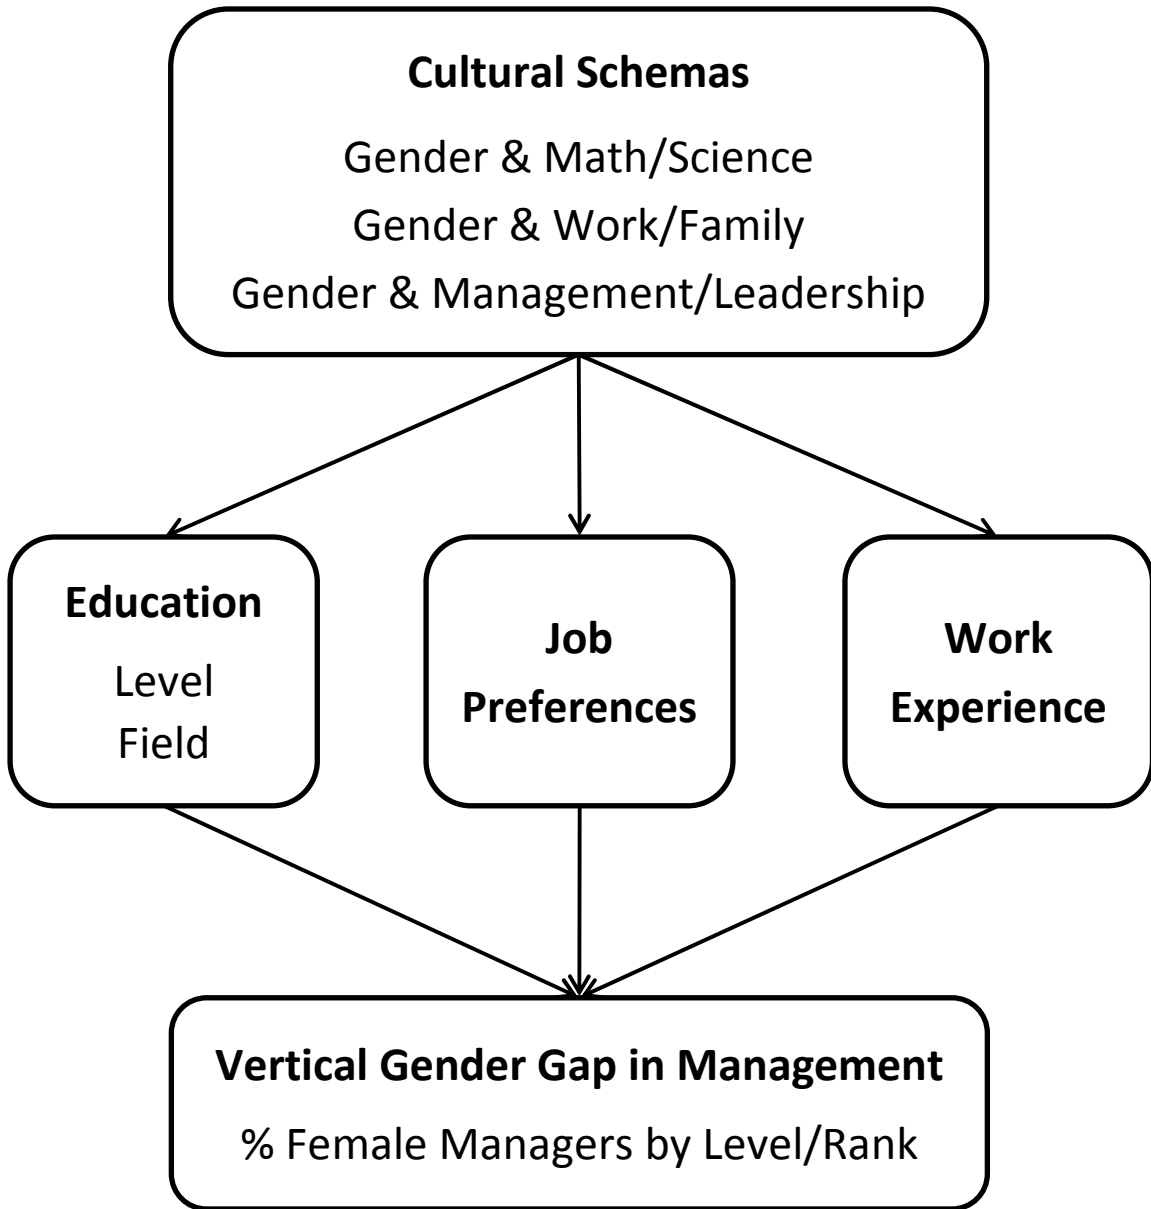 Cultural Schemas
Gender & Math/Science
Gender & Work/Family
Gender & Management/Leadership
Education
Level
Field
Job
Preferences
Work
Experience
Vertical Gender Gap in Management
% Female Managers by Level/Rank